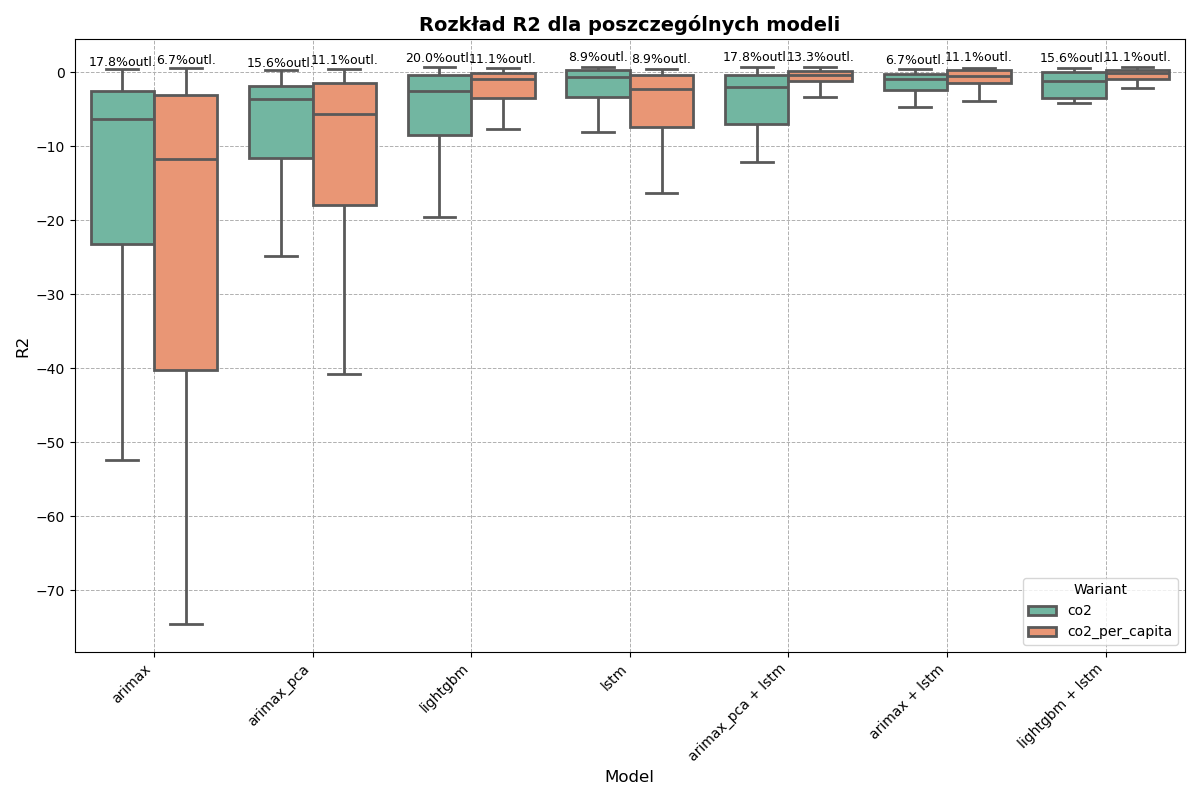 Rozkład R2 dla poszczególnych modeli
17.8%outl. 6.7%outl. 15.6%outl. 11.1%outl. 20.0%outl. 11.1%outl. 8.9%outl. 8.9%outl. 17.8%outl. 13.3%outl. 6.7%outl. 11.1%outl. 15.6%outl. 11.1%outl.
0
−10
−20
−30
−40
−50
−60
−70
R2
Wariant
co2
co2_per_capita
arimax
arimax_pca
lightgbm
lstm
arimax_pca + lstm
arimax + lstm
lightgbm + lstm
Model